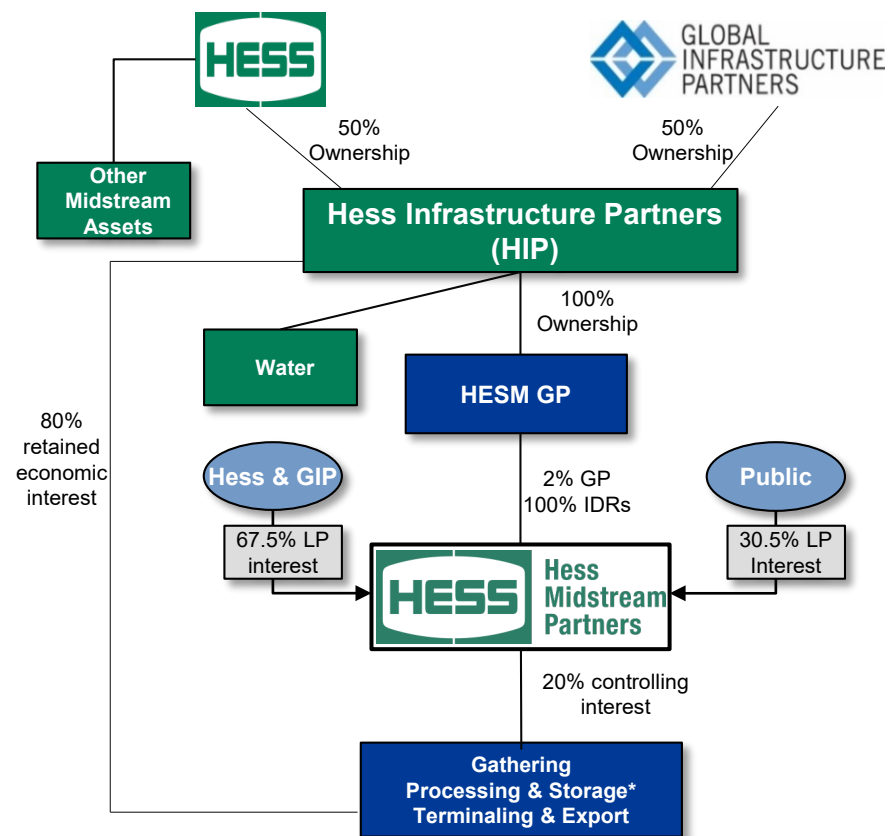 HESS
GLOBAL
INFRASTRUCTURE
PARTNERS
50%
Ownership
50%
Ownership
Other
Midstream
Assets
Hess Infrastructure Partners
(HIP)
100%
Ownership
Water
HESM GP
80%
retained
economic
interest
Hess & GIP
2% GP
100% IDRs
Public
67.5% LP
interest
30.5% LP
Interest
HESS
Hess
Midstream
Partners
20% controlling
interest
Gathering
Processing & Storage*
Terminaling & Export